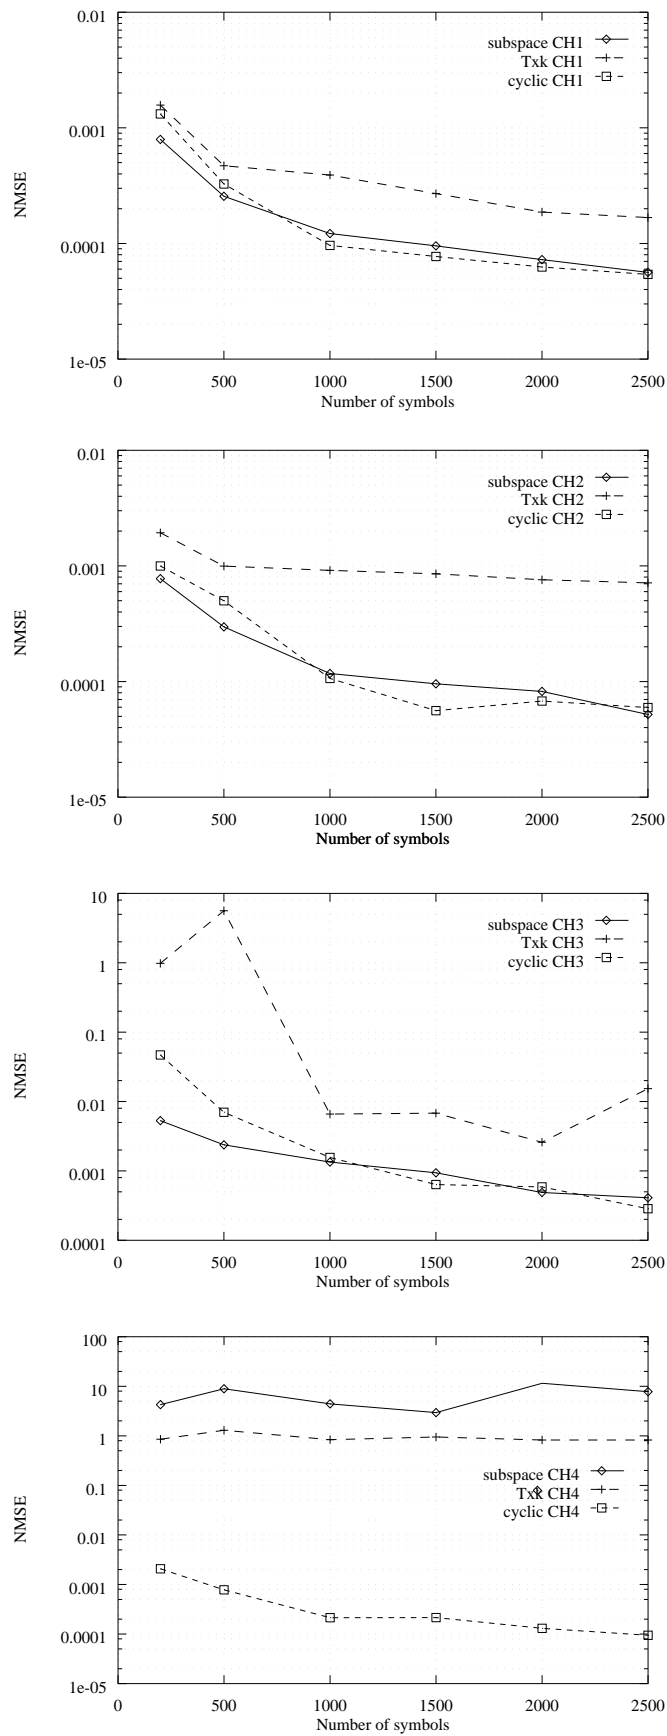 0.01
subspace CH1
Txk CH1
cyclic CH1
0.001
NMSE
0.0001
1e-05
0 500 1000 1500 2000 2500
Number of symbols
0.01
subspace CH2
Txk CH2
cyclic CH2
0.001
NMSE
0.0001
1e-05
0 500 1000 1500 2000 2500
Number of symbols
10
subspace CH3
Txk CH3
cyclic CH3
1
0.1
NMSE
0.01
0.001
0.0001
0 500 1000 1500 2000 2500
Number of symbols
100
10
1
subspace CH4
0.1
Txk CH4
cyclic CH4
NMSE
0.01
0.001
0.0001
1e-05
0 500 1000 1500 2000 2500
Number of symbols